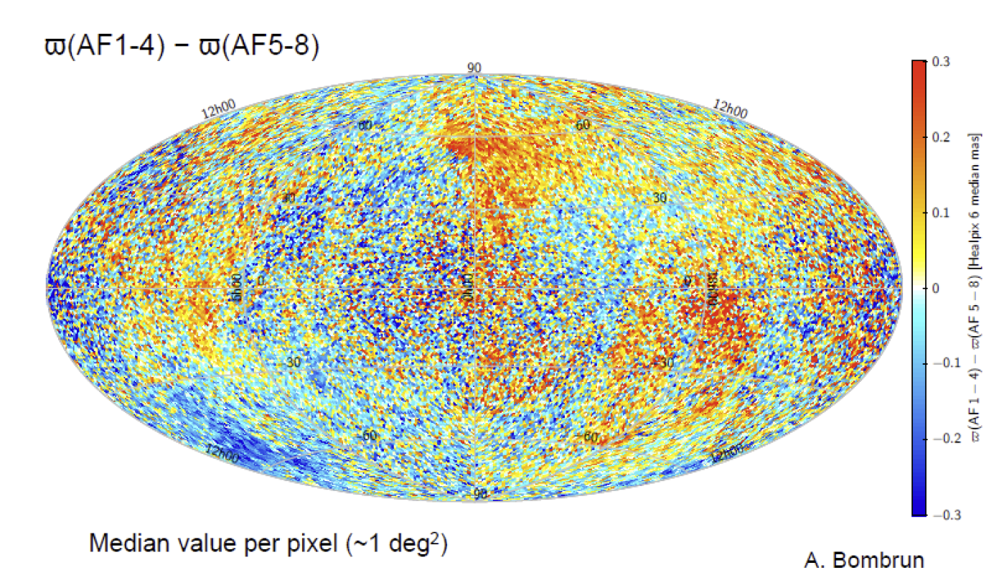 ϖ(AF1-4) − ϖ(AF5-8)
90
12h00
12h00
60
60
30
30
6h00
0
0h00
0
18h00
-30
-30
-60
-60
12h00
12h00
90
0.3
0.2
0.1
0
−0.1
−0.2
−0.3
ϖ(AF 1 − 4) − ϖ(AF 5 − 8) [Healpix 6 median mas]
Median value per pixel (~1 deg²)
A. Bombrun